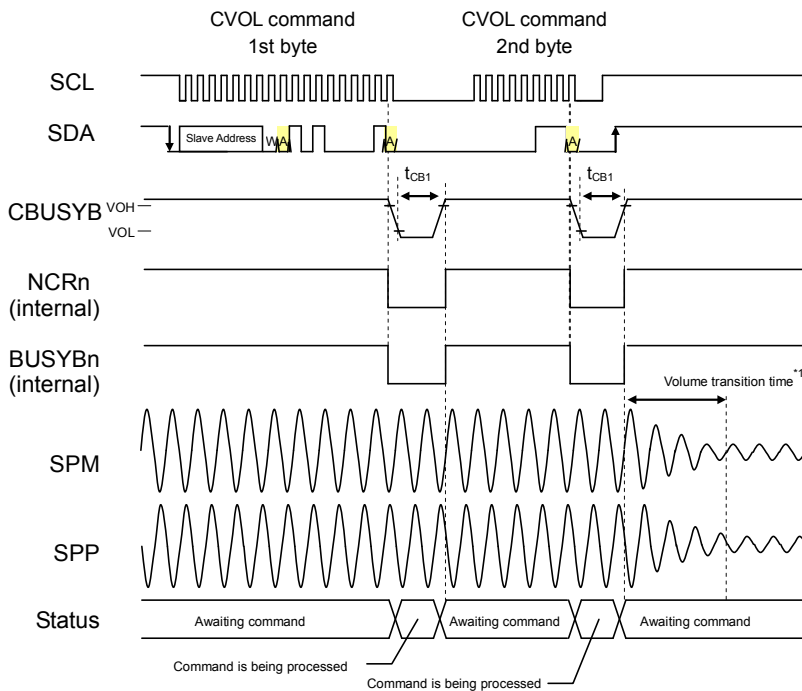 CVOL command
1st byte
CVOL command
2nd byte
SCL
SDA
Slave Address
W
A
A
A
tCB1
tCB1
CBUSYB
VOH
VOL
NCRn
(internal)
BUSYBn
(internal)
Volume transition time*1
SPM
SPP
Status
Awaiting command
Awaiting command
Awaiting command
Command is being processed
Command is being processed